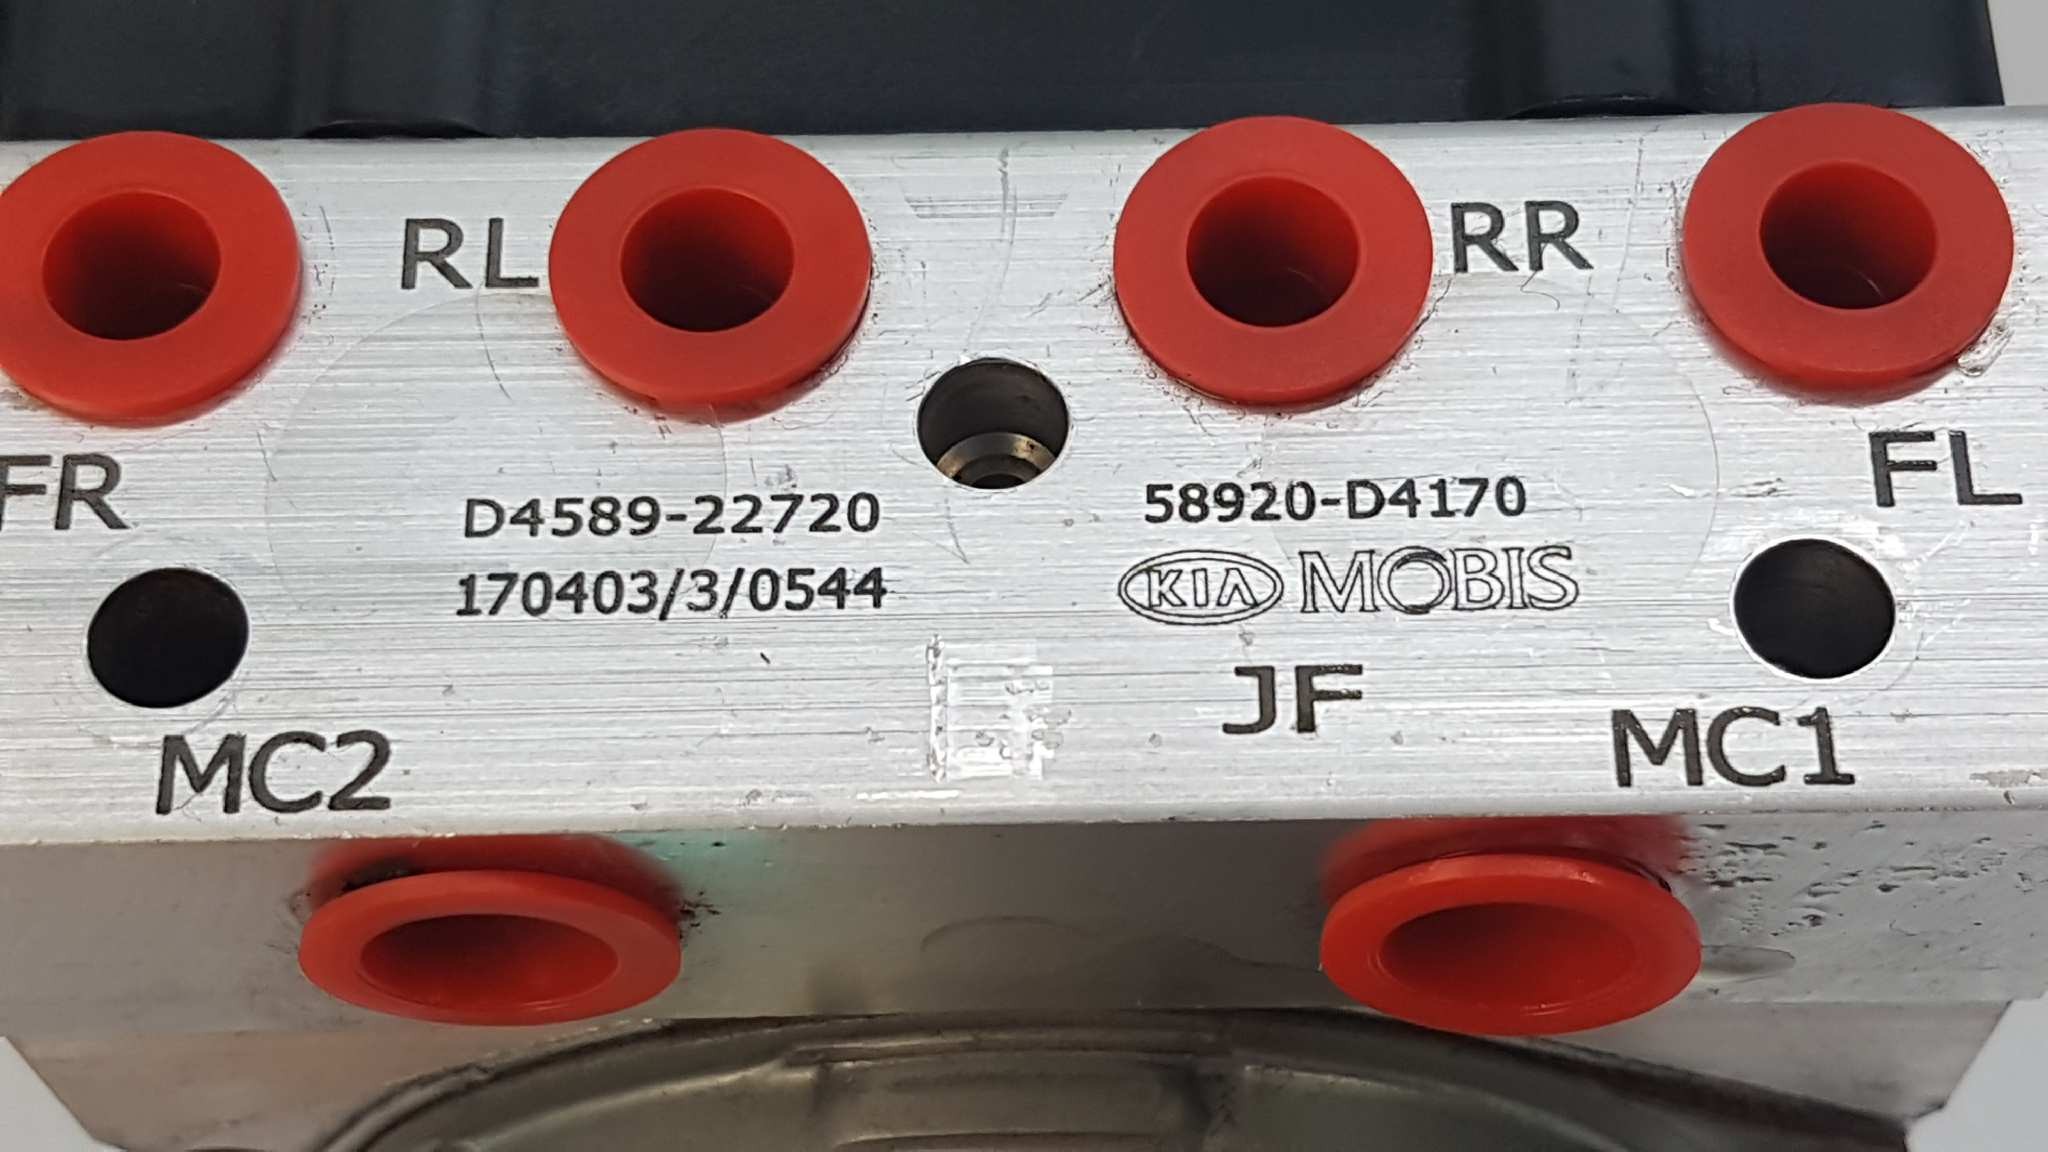 RL
RR
FR
FL
D4589-22720
170403/3/0544
58920-D4170
KIA MOBIS
JF
MC2
MC1